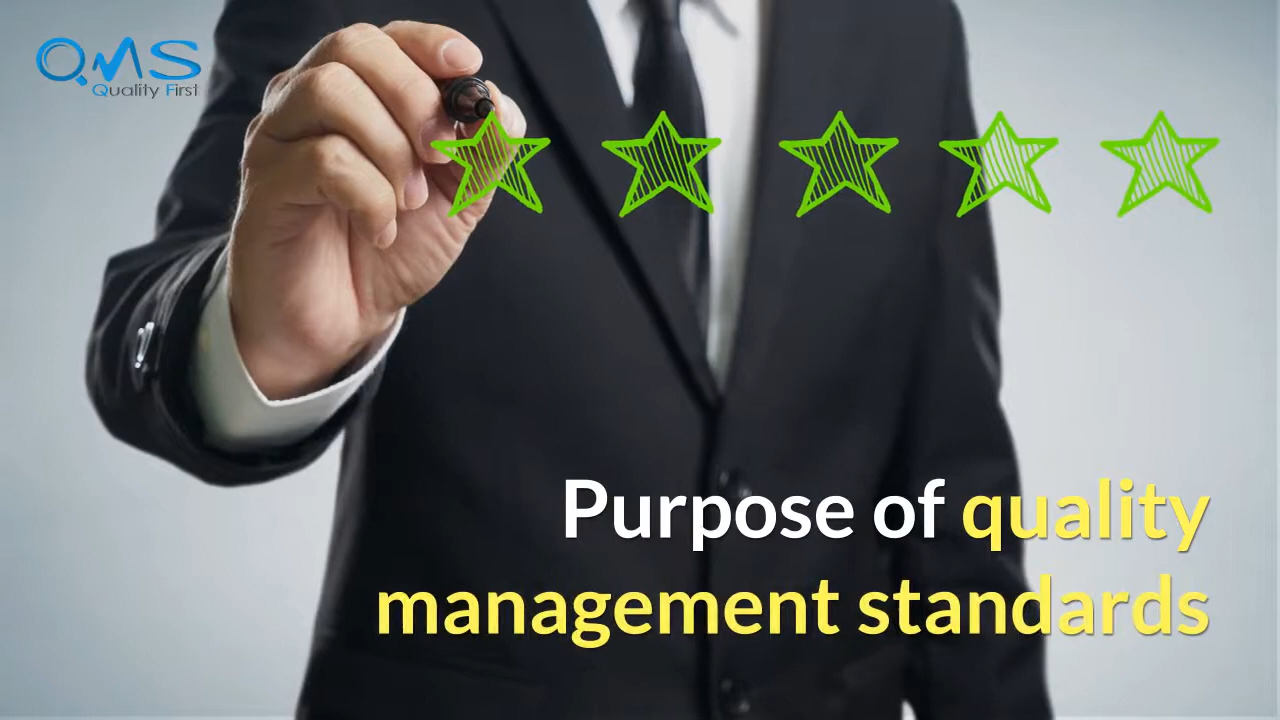 QMS
Quality First
Purpose of quality
management standards